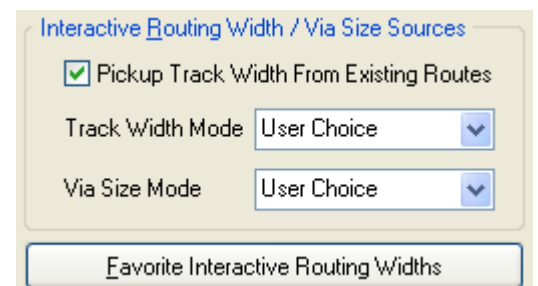 Interactive Routing Width / Via Size Sources
Pickup Track Width From Existing Routes
Track Width Mode User Choice
Via Size Mode User Choice
Favorite Interactive Routing Widths